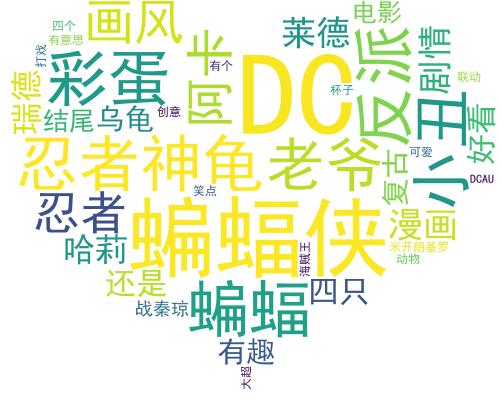 四个
有意思
打戏
画风
彩蛋
瑞德
结尾
乌龟
创意
阿卡
有个
莱德
电影
DC
杯子
反派
剧情
小丑
联动
好看
忍者神龟
老爷
复古
可爱
DCAU
笑点
忍者
蝙蝠侠
漫画
米开朗基罗
动物
哈莉
海贼王
还是
战秦琼
蝙蝠
四只
有趣
大超